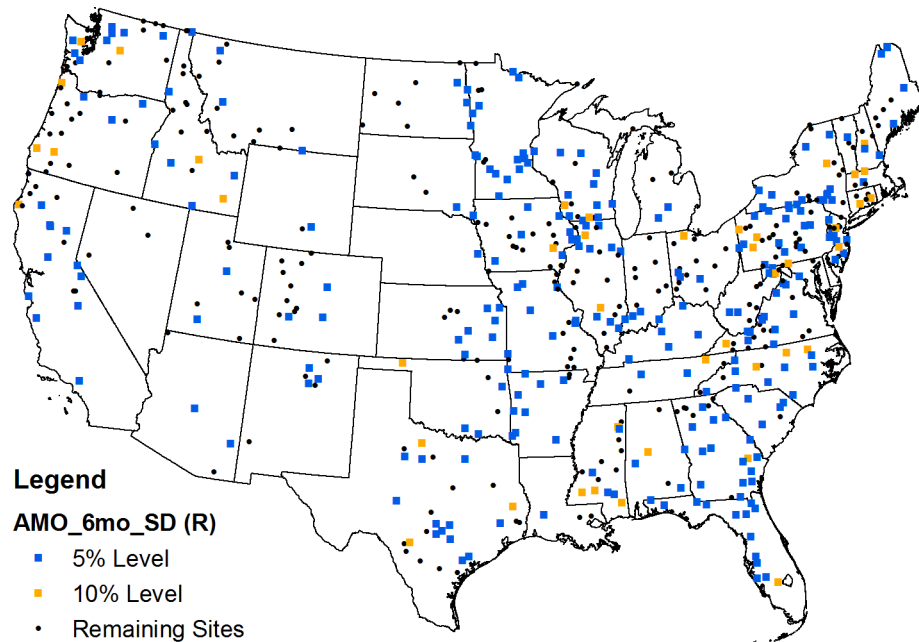 Legend
AMO_6mo_SD (R)
5% Level
10% Level
Remaining Sites